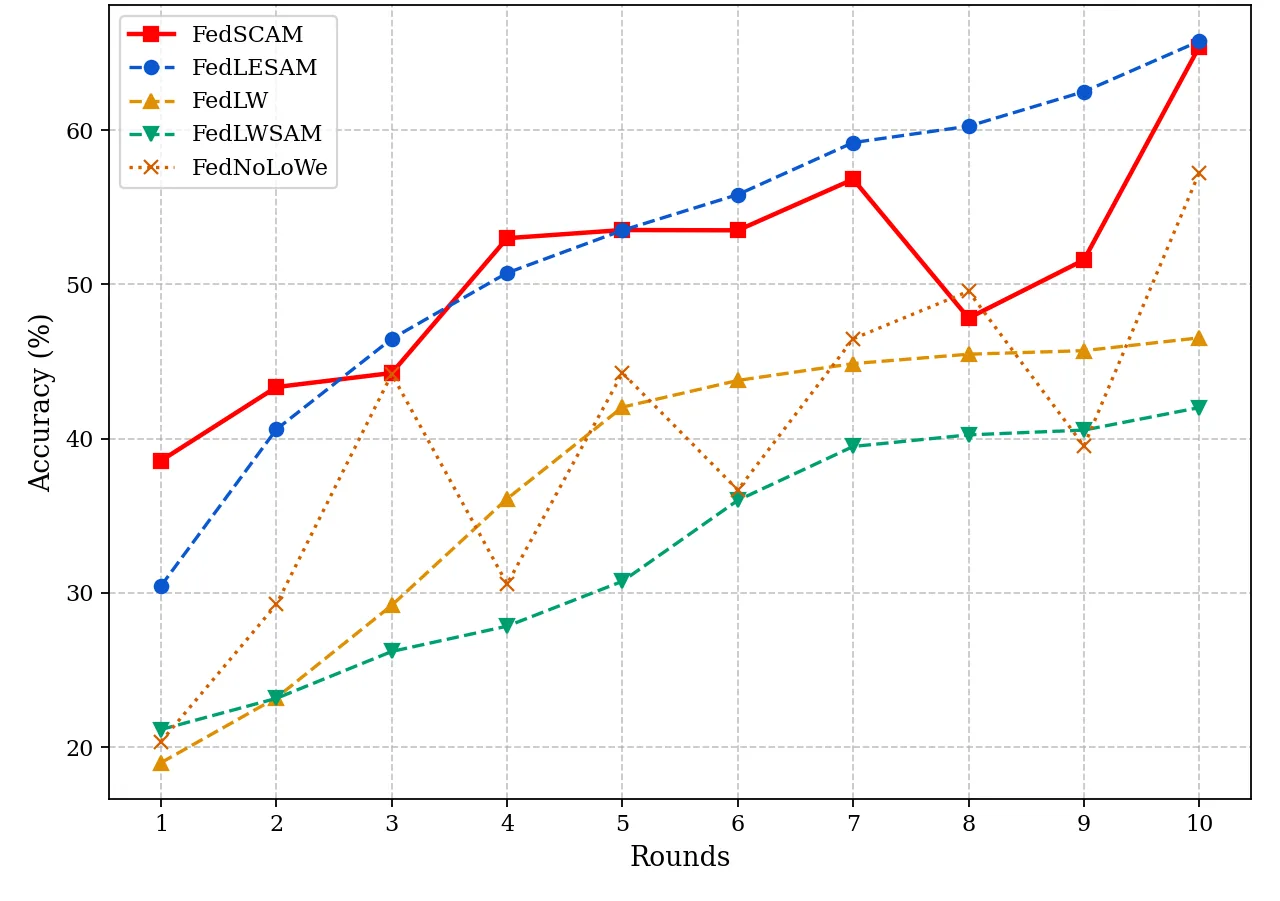 FedSCAM
FedLESAM
FedLW
FedLWSAM
FedNoLoWe
60
50
40
30
20
Accuracy (%)
1 2 3 4 5 6 7 8 9 10
Rounds